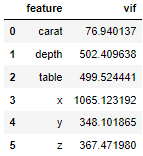 feature vif
0 carat 76.940137
1 depth 502.409638
2 table 499.524441
3 x 1065.123192
4 y 348.101865
5 z 367.471980